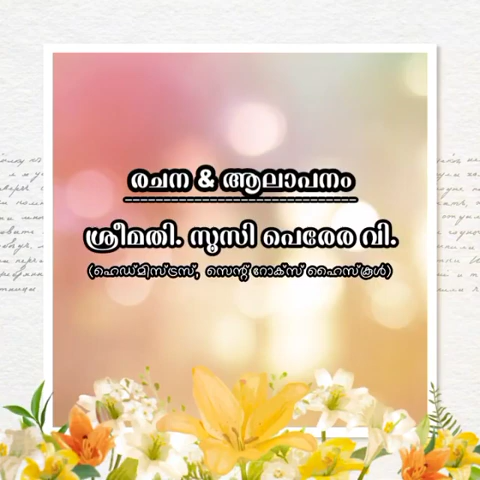 രചന & ആലാപനം
ശ്രീമതി. സൂസി പെരേര വി.
(ഹെഡ്മിസ്ട്രസ്, സെന്റ് റോക്സ് ഹൈസ്കൂൾ)